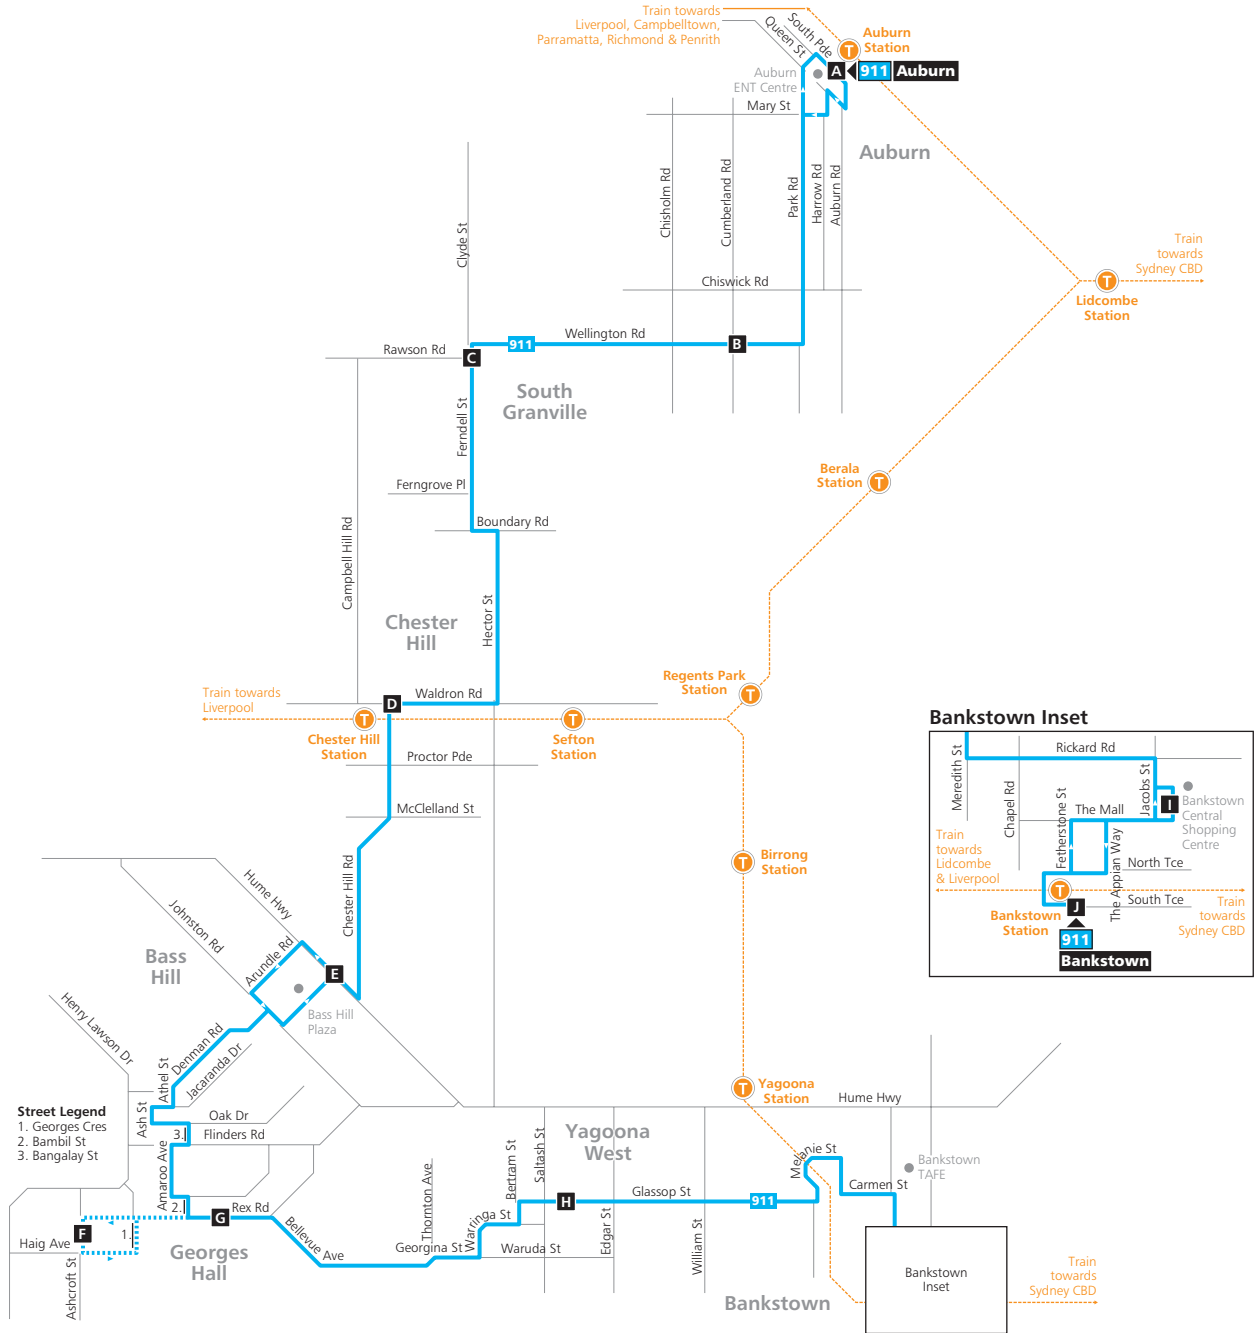 Train towards
Liverpool, Campbelltown,
Parramatta, Richmond & Penrith
South Pde
Queen St
T
Auburn
Station
A
911
Auburn
Auburn
ENT Centre
Mary St
Auburn
Chisholm Rd
Cumberland Rd
Park Rd
Harrow Rd
Auburn Rd
Clyde St
Train
towards
Sydney CBD
T
Lidcombe
Station
Chiswick Rd
Wellington Rd
911
B
Rawson Rd
C
South
Granville
Ferndell St
Berala
Station
T
Ferngrove Pl
Boundary Rd
Campbell Hill Rd
Hector St
Chester
Hill
Regents Park
Station
T
Train towards
Liverpool
D
Waldron Rd
T
Chester Hill
Station
T
Sefton
Station
Proctor Pde
McClelland St
Chester Hill Rd
Bankstown Inset
Meredith St
Rickard Rd
Chapel Rd
Fetherstone St
The Mall
Jacobs St
I
Bankstown
Central
Shopping
Centre
The Appian Way
North Tce
Train
towards
Lidcombe
& Liverpool
T
South Tce
J
Bankstown
Station
911
Bankstown
Train
towards
Sydney CBD
T
Birrong
Station
Hume Hwy
Johnston Rd
Arundle Rd
Bass
Hill
E
Bass Hill
Plaza
Henry Lawson Dr
Denman Rd
Athel St
Jacaranda Dr
Ash St
Street Legend
1. Georges Cres
2. Bambil St
3. Bangalay St
Oak Dr
3.
Flinders Rd
Amaroo Ave
2.
G
Rex Rd
F
1.
Haig Ave
Ashcroft St
Georges
Hall
Bellevue Ave
Thornton Ave
Georgina St
Warringa St
Bertram St
Saltash St
Waruda St
Yagoona
West
H
Glassop St
911
Edgar St
William St
T
Yagoona
Station
Hume Hwy
Melanie St
Carmen St
Bankstown
TAFE
Bankstown
Bankstown
Inset
Train
towards
Sydney CBD